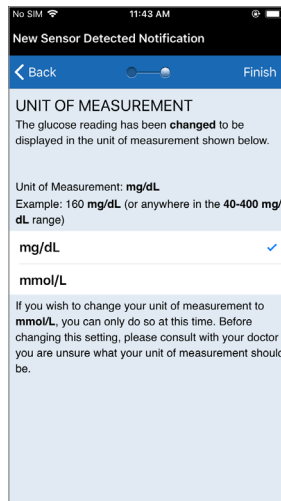 No SIM 11:43 AM
New Sensor Detected Notification
Back Finish
UNIT OF MEASUREMENT
The glucose reading has been changed to be
displayed in the unit of measurement shown below.
Unit of Measurement: mg/dL
Example: 160 mg/dL (or anywhere in the 40-400 mg/
dL range)
mg/dL
mmol/L
If you wish to change your unit of measurement to
mmol/L, you can only do so at this time. Before
changing this setting, please consult with your doctor
you are unsure what your unit of measurement should
be.